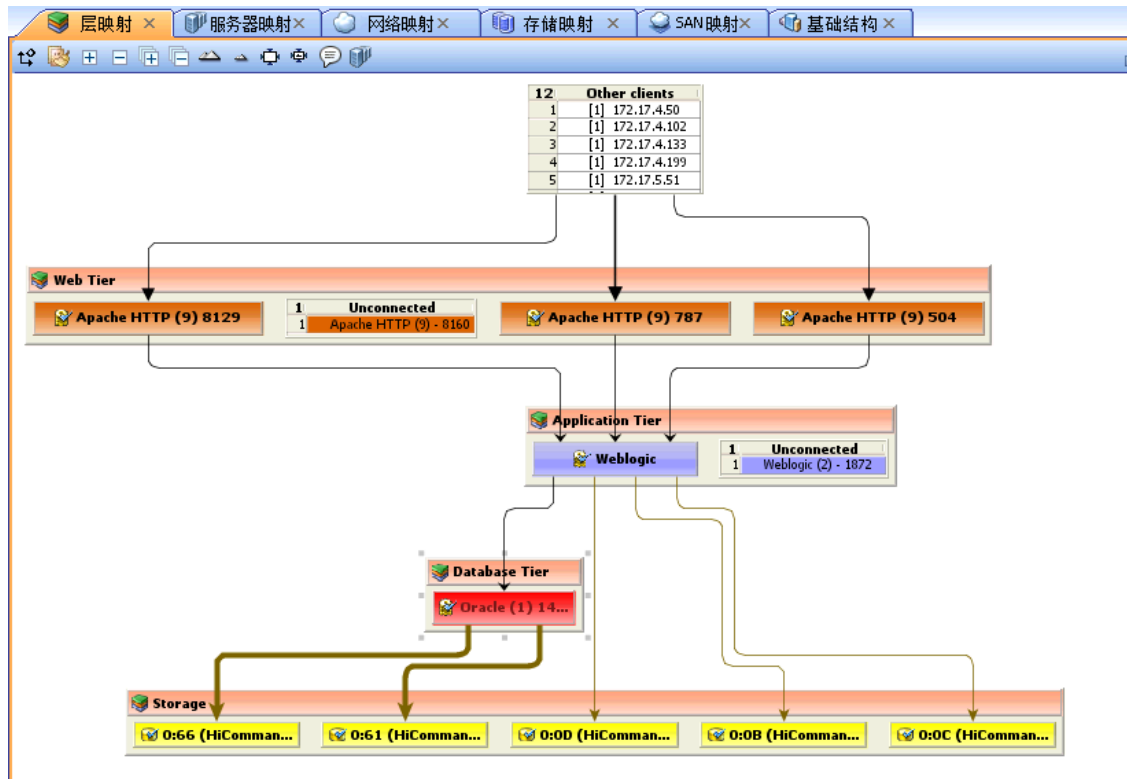 层映射 服务器映射 网络映射 存储映射 SAN映射 基础结构
12 Other clients
1 [1] 172.17.4.50
2 [1] 172.17.4.102
3 [1] 172.17.4.133
4 [1] 172.17.4.199
5 [1] 172.17.5.51
Web Tier
Apache HTTP (9) 8129
1 Unconnected
1 Apache HTTP (9) - 8160
Apache HTTP (9) 787
Apache HTTP (9) 504
Application Tier
Weblogic
1 Unconnected
1 Weblogic (2) - 1872
Database Tier
Oracle (1) 14...
Storage
0:66 (HiComman...
0:61 (HiComman...
0:0D (HiComman...
0:0B (HiComman...
0:0C (HiComman...